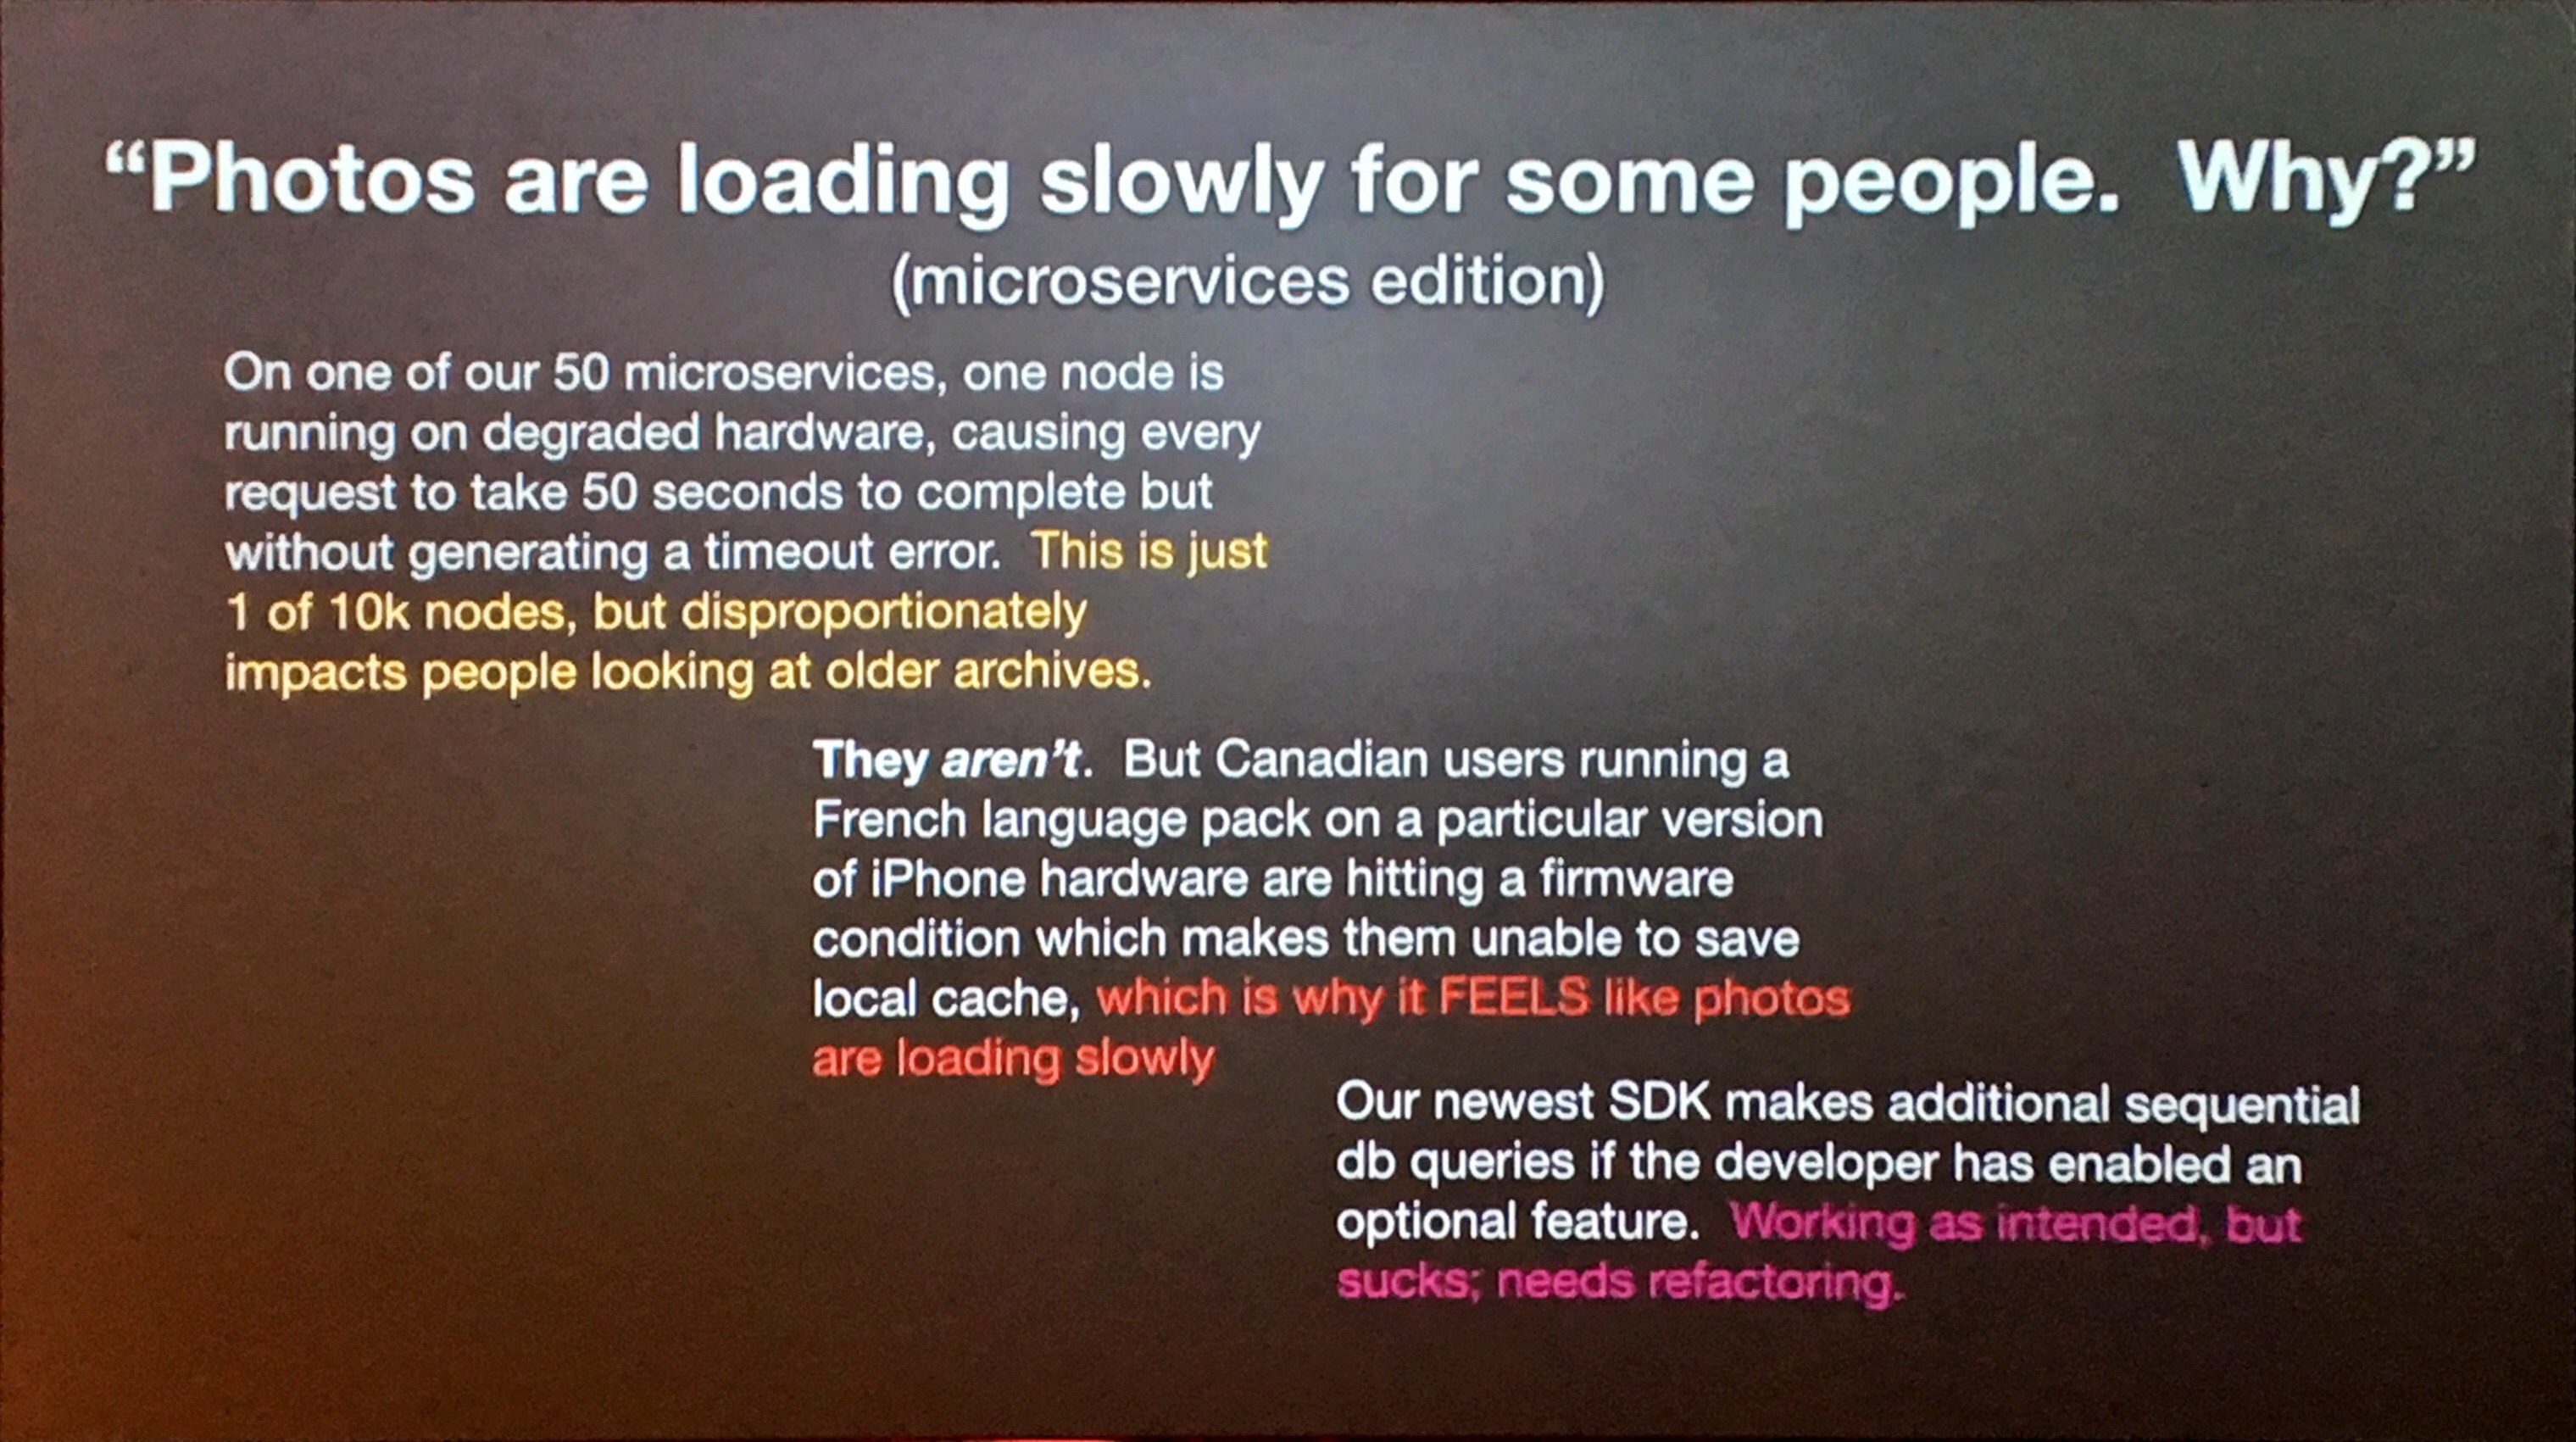 “Photos are loading slowly for some people.  Why?”
(microservices edition)
On one of our 50 microservices, one node is
running on degraded hardware, causing every
request to take 50 seconds to complete but
without generating a timeout error.  This is just
1 of 10k nodes, but disproportionately
impacts people looking at older archives.
They aren’t.  But Canadian users running a
French language pack on a particular version
of iPhone hardware are hitting a firmware
condition which makes them unable to save
local cache, which is why it FEELS like photos
are loading slowly
Our newest SDK makes additional sequential
db queries if the developer has enabled an
optional feature.  Working as intended, but
sucks; needs refactoring.